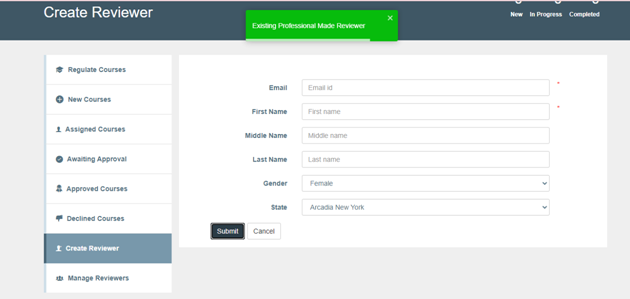 Create Reviewer
Existing Professional Made Reviewer
×
New In Progress Completed
Regulate Courses
New Courses
Assigned Courses
Awaiting Approval
Approved Courses
Declined Courses
Create Reviewer
Manage Reviewers
Email Email id *
First Name First name *
Middle Name Middle name
Last Name Last name
Gender Female
State Arcadia New York
Submit Cancel